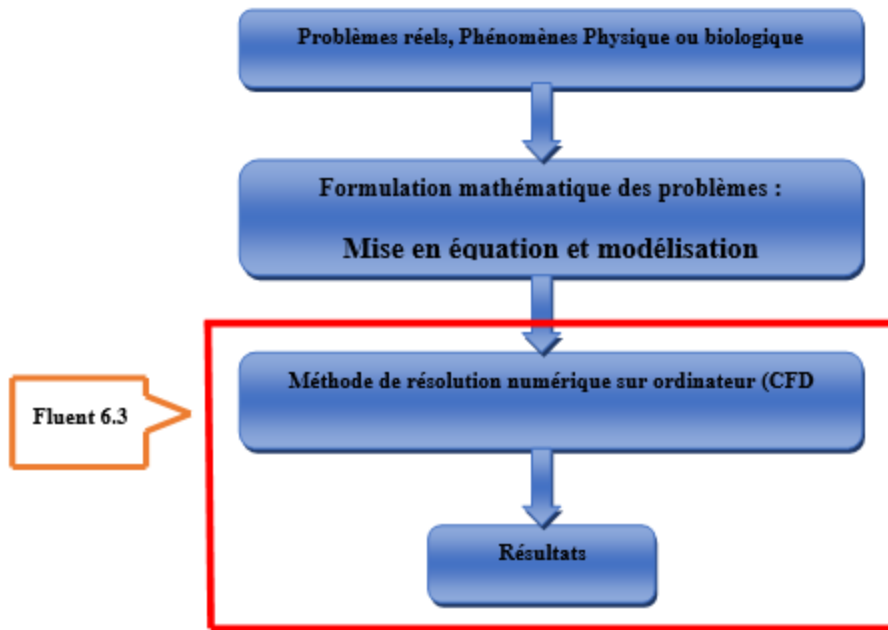 Problèmes réels, Phénomènes Physique ou biologique
Formulation mathématique des problèmes :
Mise en équation et modélisation
Méthode de résolution numérique sur ordinateur (CFD
Fluent 6.3
Résultats